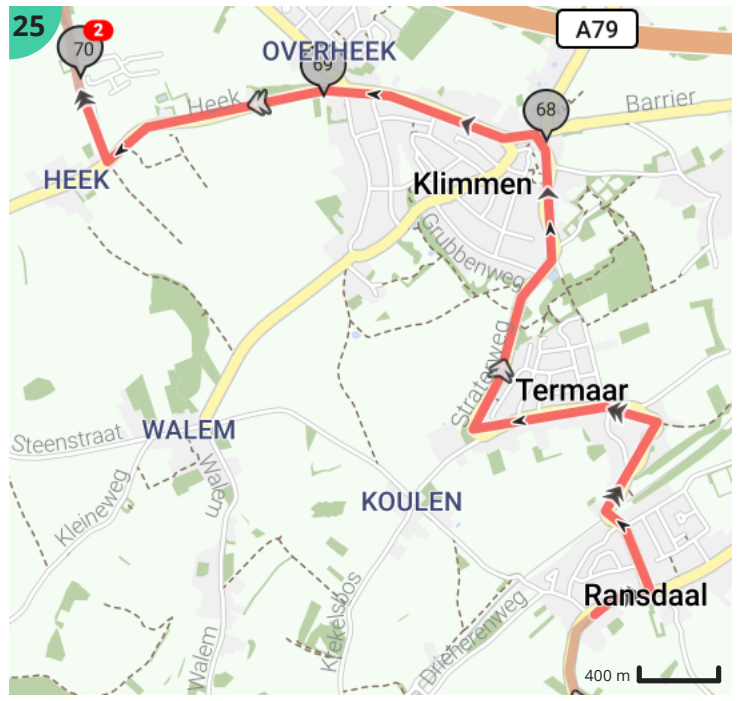 25
A79
2
70
OVERHEEK
69
68
Heek
Barrier
HEEK
Klimmen
Grubbenweg
Straterweg
Termaar
Steenstraat
WALEM
Walem
KOULEN
Kleineweg
Ransdaal
Krekelsbos
Drieherenweg
Walem
400 m